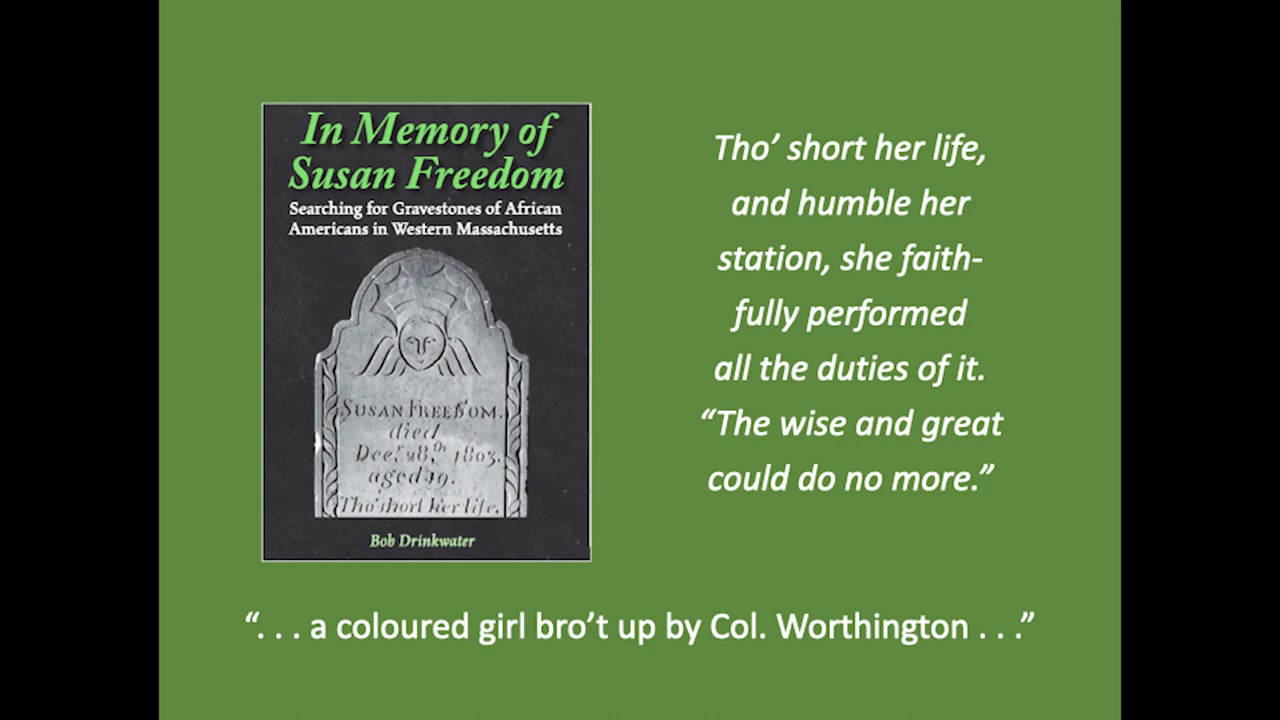 In Memory of
Susan Freedom
Searching for Gravestones of African
Americans in Western Massachusetts
SUSAN FREEDOM.
died
Decr. 28th. 1803.
aged 19.
Tho' short her life,
Bob Drinkwater
Tho’ short her life,
and humble her
station, she faith-
fully performed
all the duties of it.
“The wise and great
could do no more.”
“. . . a coloured girl bro’t up by Col. Worthington . . .”